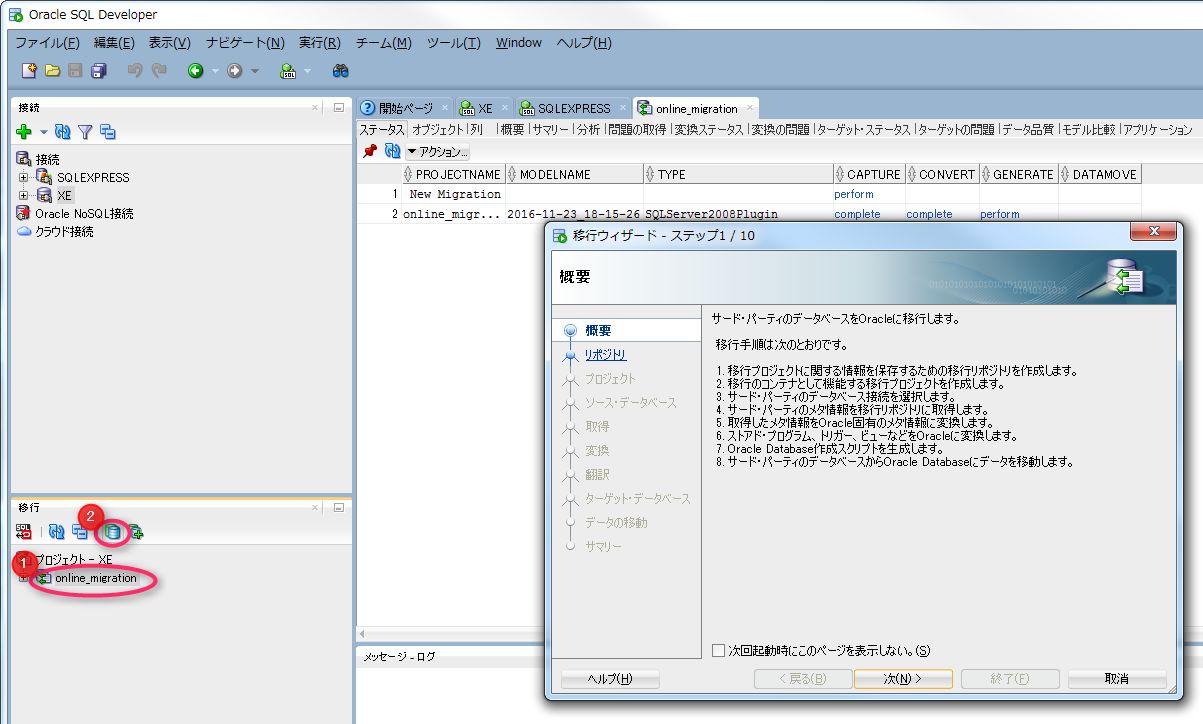 Oracle SQL Developer
ファイル(F) 編集(E) 表示(V) ナビゲート(N) 実行(R) チーム(M) ツール(T) Window ヘルプ(H)
接続
接続
SQLEXPRESS
XE
Oracle NoSQL接続
クラウド接続
開始ページ XE SQLEXPRESS online_migration
ステータス オブジェクト 列 概要 サマリー 分析 問題の取得 変換ステータス 変換の問題 ターゲット・ステータス ターゲットの問題 データ品質 モデル比較 アプリケーション
アクション...
PROJECTNAME MODELNAME TYPE CAPTURE CONVERT GENERATE DATAMOVE
1 New Migration perform
2 online_migr... 2016-11-23_18-15-26 SQLServer2008Plugin complete complete perform
移行ウィザード - ステップ1 / 10
概要
概要
リポジトリ
プロジェクト
ソース・データベース
取得
変換
翻訳
ターゲット・データベース
データの移動
サマリー
サード・パーティのデータベースをOracleに移行します。
移行手順は次のとおりです。
1. 移行プロジェクトに関する情報を保存するための移行リポジトリを作成します。
2. 移行のコンテナとして機能する移行プロジェクトを作成します。
3. サード・パーティのデータベース接続を選択します。
4. サード・パーティのメタ情報を移行リポジトリに取得します。
5. 取得したメタ情報をOracle固有のメタ情報に変換します。
6. ストアド・プログラム、トリガー、ビューなどをOracleに変換します。
7. Oracle Database作成スクリプトを生成します。
8. サード・パーティのデータベースからOracle Databaseにデータを移動します。
次回起動時にこのページを表示しない。(S)
ヘルプ(H) < 戻る(B) 次(N) > 終了(F) 取消
移行
2
プロジェクト - XE
1
online_migration
メッセージ - ログ